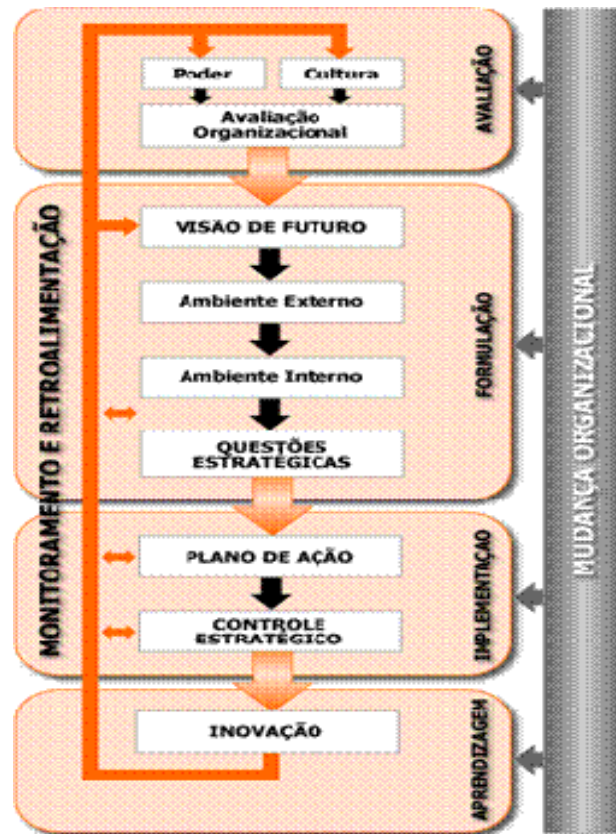 Poder
Cultura
Avaliação
Organizacional
AVALIAÇÃO
VISÃO DE FUTURO
Ambiente Externo
Ambiente Interno
QUESTÕES
ESTRATÉGICAS
FORMULAÇÃO
PLANO DE AÇÃO
CONTROLE
ESTRATÉGICO
IMPLEMENTAÇÃO
INOVAÇÃO
APRENDIZAGEM
MONITORAMENTO E RETROALIMENTAÇÃO
MUDANÇA ORGANIZACIONAL